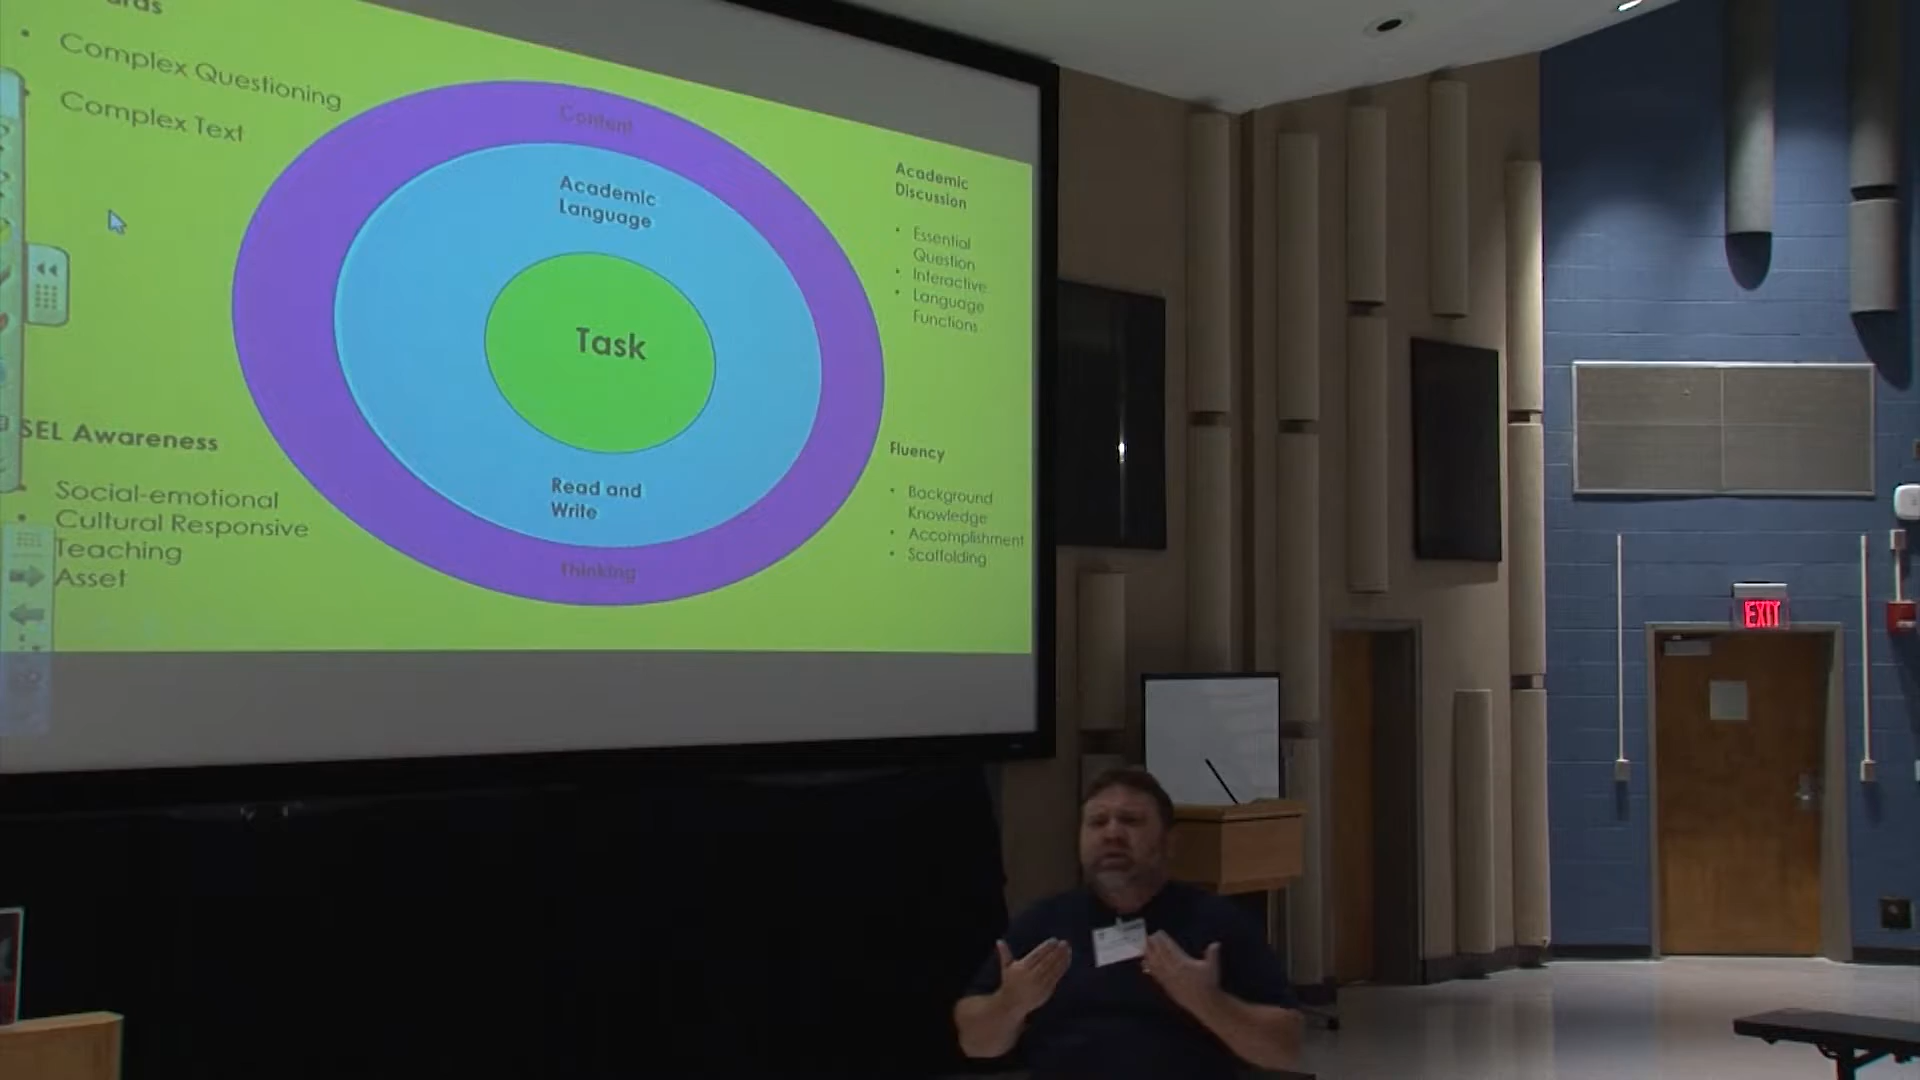 Complex Questioning
Complex Text
Content
Academic
Language
Task
Read and
Write
Thinking
Academic
Discussion
Essential
Question
Interactive
Language
Functions
SEL Awareness
Social-emotional
Cultural Responsive
Teaching
Asset
Fluency
Background
Knowledge
Accomplishment
Scaffolding
EXIT